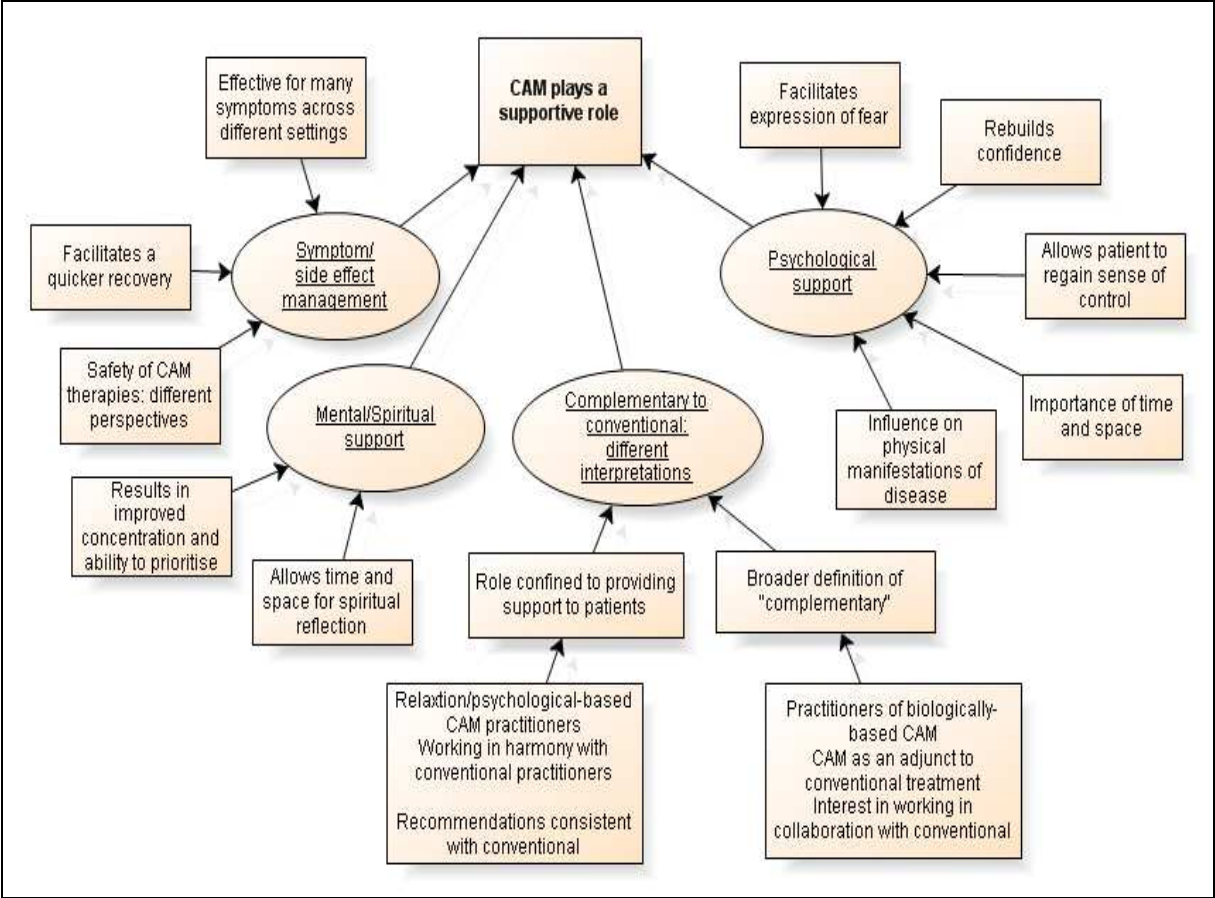 CAM plays a
supportive role
Effective for many
symptoms across
different settings
Facilitates
expression of fear
Rebuilds
confidence
Facilitates a
quicker recovery
Symptom/
side effect
management
Psychological
support
Allows patient to
regain sense of
control
Safety of CAM
therapies: different
perspectives
Mental/Spiritual
support
Complementary to
conventional:
different
interpretations
Influence on
physical
manifestations of
disease
Importance of time
and space
Results in
improved
concentration and
ability to prioritise
Allows time and
space for spiritual
reflection
Role confined to providing
support to patients
Broader definition of
"complementary"
Relaxtion/psychological-based
CAM practitioners
Working in harmony with
conventional practitioners
Recommendations consistent
with conventional
Practitioners of biologically-
based CAM
CAM as an adjunct to
conventional treatment
Interest in working in
collaboration with conventional